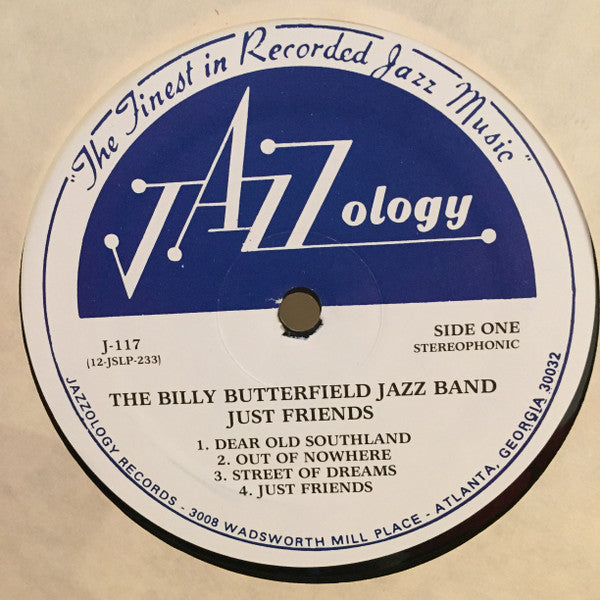 "The Finest in Recorded Jazz Music"
JAZZology
J-117
(12-JSLP-233)
SIDE ONE
STEREOPHONIC
THE BILLY BUTTERFIELD JAZZ BAND
JUST FRIENDS
1. DEAR OLD SOUTHLAND
2. OUT OF NOWHERE
3. STREET OF DREAMS
4. JUST FRIENDS
JAZZOLOGY RECORDS - 3008 WADSWORTH MILL PLACE - ATLANTA, GEORGIA 30032